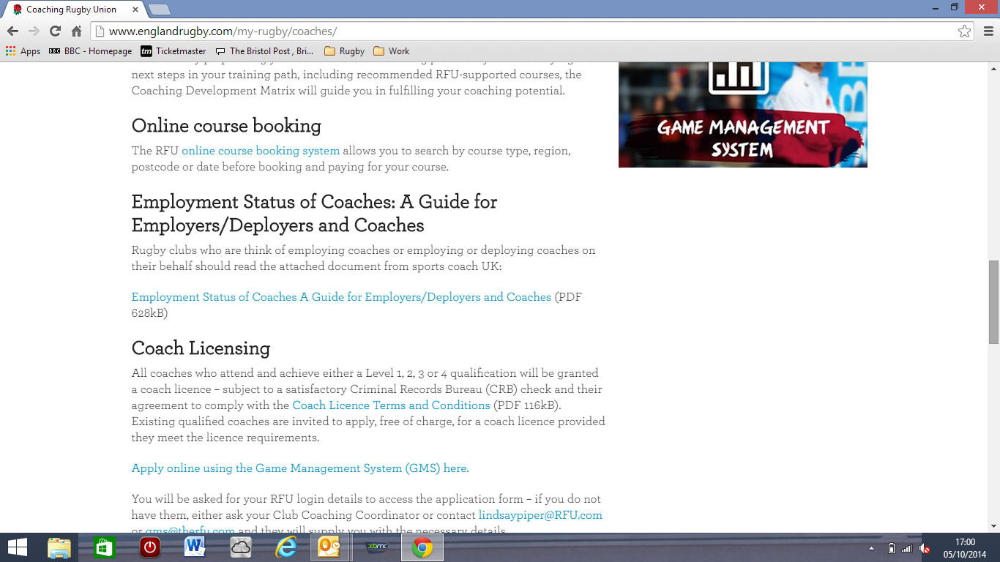 Coaching Rugby Union
www.englandrugby.com/my-rugby/coaches/
Apps BBC - Homepage tm Ticketmaster The Bristol Post , Bri... Rugby Work
next steps in your training path, including recommended RFU-supported courses, the
Coaching Development Matrix will guide you in fulfilling your coaching potential.
GAME MANAGEMENT
SYSTEM
Online course booking
The RFU online course booking system allows you to search by course type, region,
postcode or date before booking and paying for your course.
Employment Status of Coaches: A Guide for
Employers/Deployers and Coaches
Rugby clubs who are think of employing coaches or employing or deploying coaches on
their behalf should read the attached document from sports coach UK:
Employment Status of Coaches A Guide for Employers/Deployers and Coaches (PDF
628kB)
Coach Licensing
All coaches who attend and achieve either a Level 1, 2, 3 or 4 qualification will be granted
a coach licence – subject to a satisfactory Criminal Records Bureau (CRB) check and their
agreement to comply with the Coach Licence Terms and Conditions (PDF 116kB).
Existing qualified coaches are invited to apply, free of charge, for a coach licence provided
they meet the licence requirements.
Apply online using the Game Management System (GMS) here.
You will be asked for your RFU login details to access the application form – if you do not
have them, either ask your Club Coaching Coordinator or contact lindsaypiper@RFU.com
or gms@therfu.com and they will supply you with the necessary details
17:00
05/10/2014